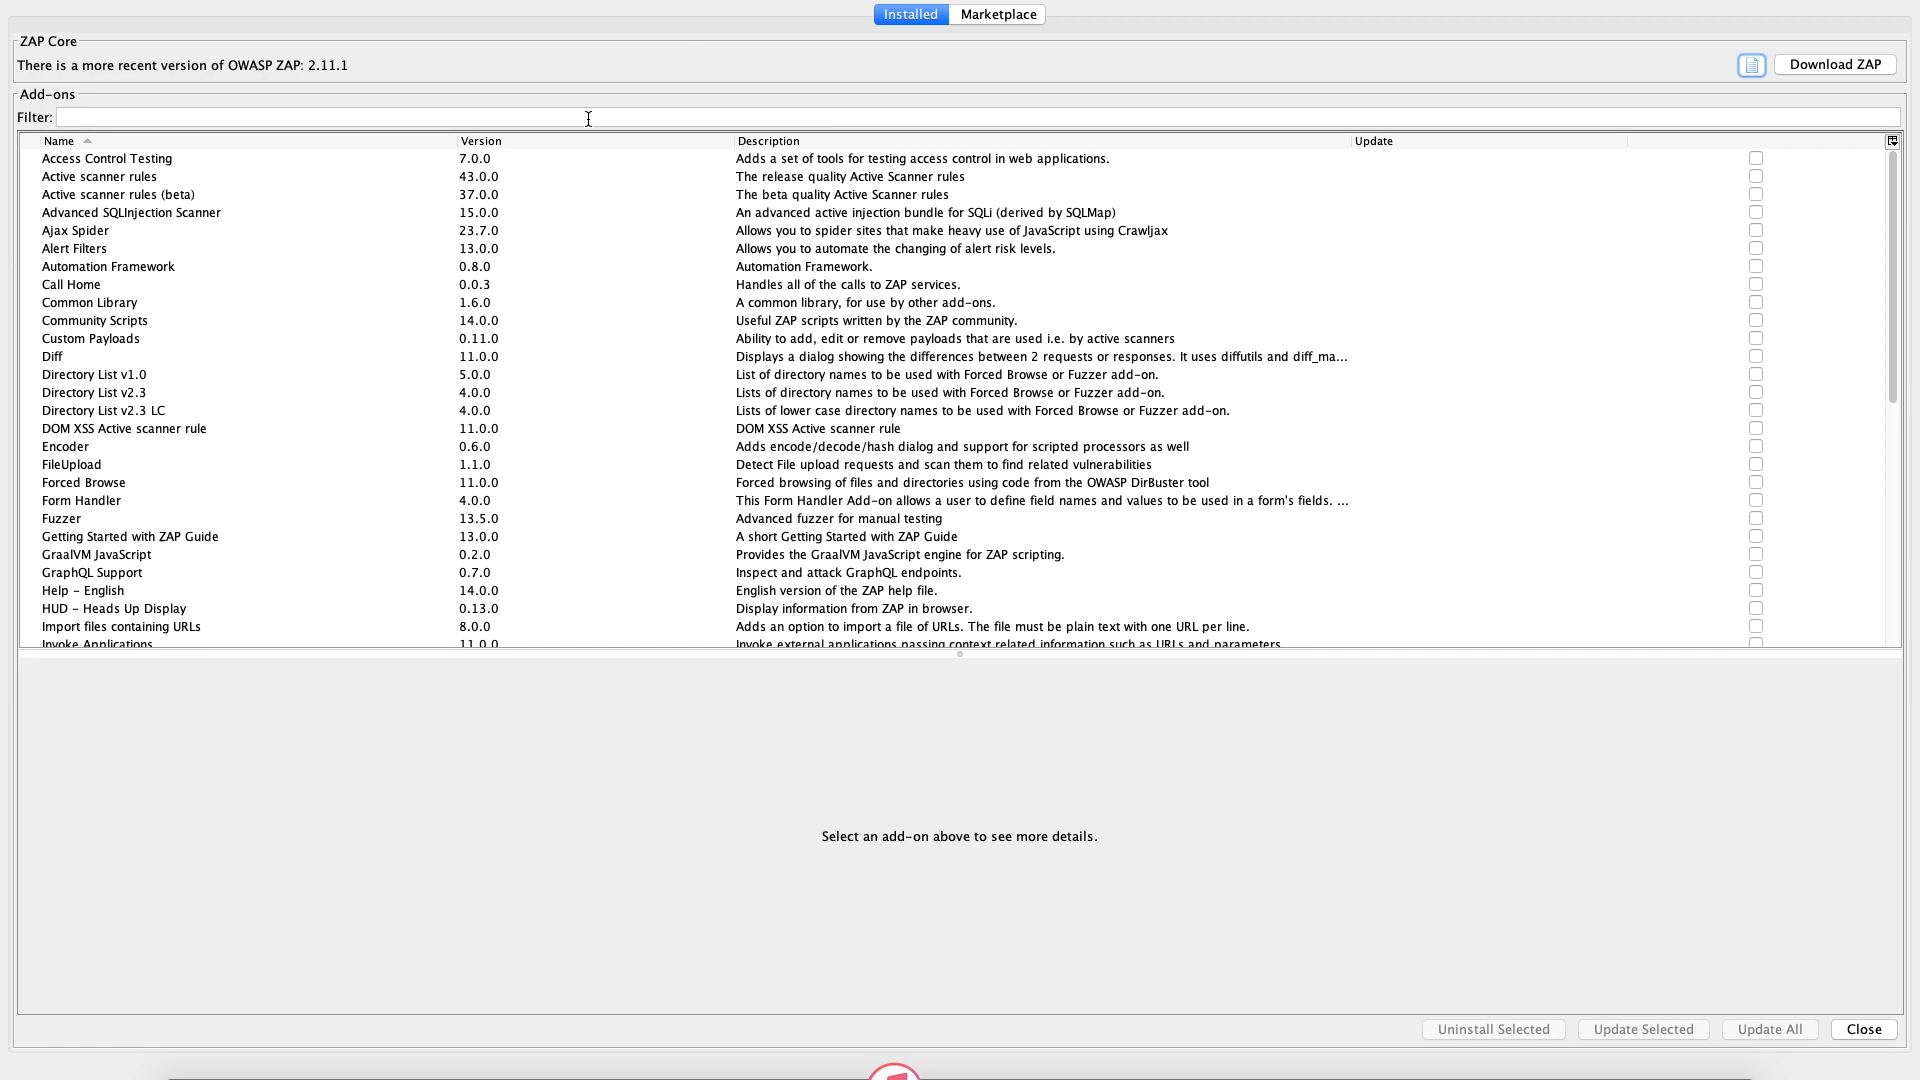 Installed Marketplace
ZAP Core
There is a more recent version of OWASP ZAP: 2.11.1 Download ZAP
Add-ons
Filter:
Name Version Description Update
Access Control Testing 7.0.0 Adds a set of tools for testing access control in web applications.
Active scanner rules 43.0.0 The release quality Active Scanner rules
Active scanner rules (beta) 37.0.0 The beta quality Active Scanner rules
Advanced SQLInjection Scanner 15.0.0 An advanced active injection bundle for SQLi (derived by SQLMap)
Ajax Spider 23.7.0 Allows you to spider sites that make heavy use of JavaScript using Crawljax
Alert Filters 13.0.0 Allows you to automate the changing of alert risk levels.
Automation Framework 0.8.0 Automation Framework.
Call Home 0.0.3 Handles all of the calls to ZAP services.
Common Library 1.6.0 A common library, for use by other add-ons.
Community Scripts 14.0.0 Useful ZAP scripts written by the ZAP community.
Custom Payloads 0.11.0 Ability to add, edit or remove payloads that are used i.e. by active scanners
Diff 11.0.0 Displays a dialog showing the differences between 2 requests or responses. It uses diffutils and diff_ma...
Directory List v1.0 5.0.0 List of directory names to be used with Forced Browse or Fuzzer add-on.
Directory List v2.3 4.0.0 Lists of directory names to be used with Forced Browse or Fuzzer add-on.
Directory List v2.3 LC 4.0.0 Lists of lower case directory names to be used with Forced Browse or Fuzzer add-on.
DOM XSS Active scanner rule 11.0.0 DOM XSS Active scanner rule
Encoder 0.6.0 Adds encode/decode/hash dialog and support for scripted processors as well
FileUpload 1.1.0 Detect File upload requests and scan them to find related vulnerabilities
Forced Browse 11.0.0 Forced browsing of files and directories using code from the OWASP DirBuster tool
Form Handler 4.0.0 This Form Handler Add-on allows a user to define field names and values to be used in a form's fields. ...
Fuzzer 13.5.0 Advanced fuzzer for manual testing
Getting Started with ZAP Guide 13.0.0 A short Getting Started with ZAP Guide
GraalVM JavaScript 0.2.0 Provides the GraalVM JavaScript engine for ZAP scripting.
GraphQL Support 0.7.0 Inspect and attack GraphQL endpoints.
Help - English 14.0.0 English version of the ZAP help file.
HUD - Heads Up Display 0.13.0 Display information from ZAP in browser.
Import files containing URLs 8.0.0 Adds an option to import a file of URLs. The file must be plain text with one URL per line.
Invoke Applications 11.0.0 Invoke external applications passing context related information such as URLs and parameters
Select an add-on above to see more details.
Uninstall Selected Update Selected Update All Close